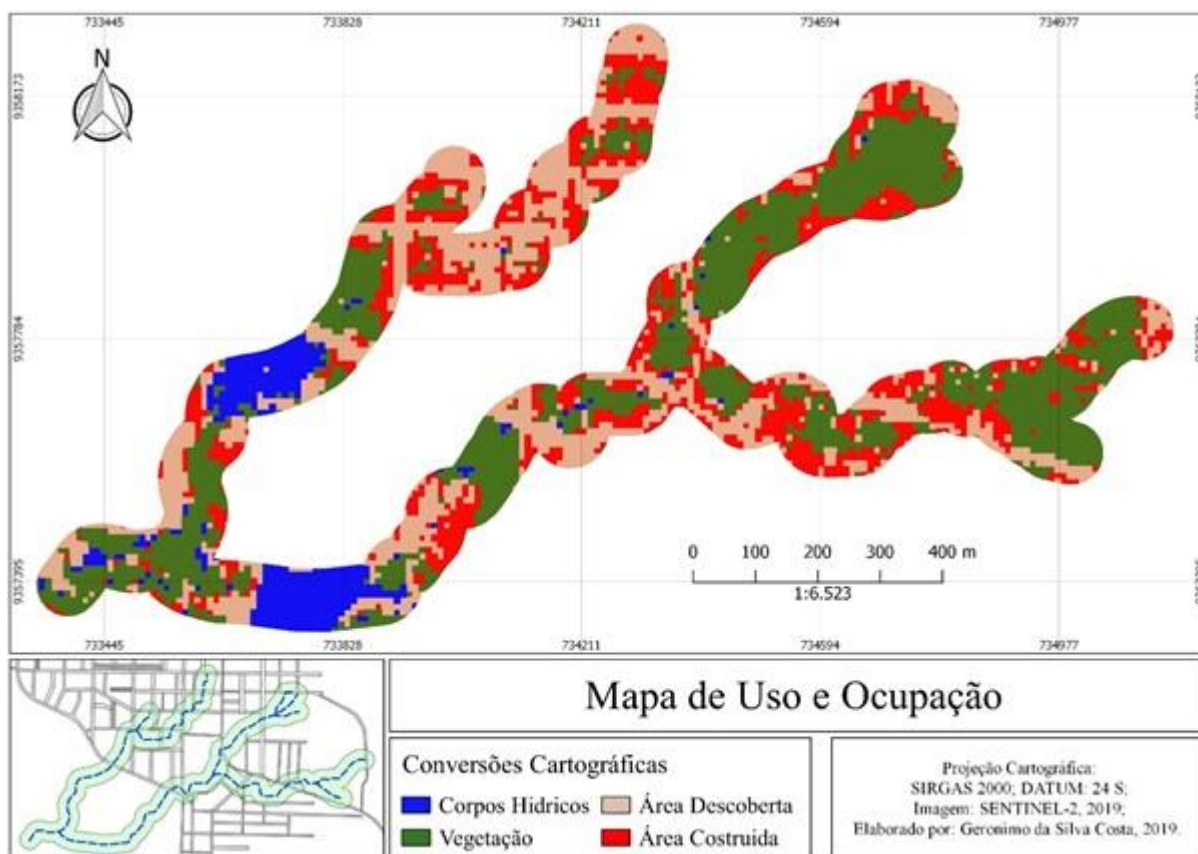 733445 733828 734211 734594 734977
N
9358173
9357784
9357395
0 100 200 300 400 m
1:6.523
733445 733828 734211 734594 734977
Mapa de Uso e Ocupação
Conversões Cartográficas
Corpos Hídricos Área Descoberta
Vegetação Área Costruida
Projeção Cartográfica:
SIRGAS 2000; DATUM: 24 S;
Imagem: SENTINEL-2, 2019;
Elaborado por: Geronimo da Silva Costa, 2019.